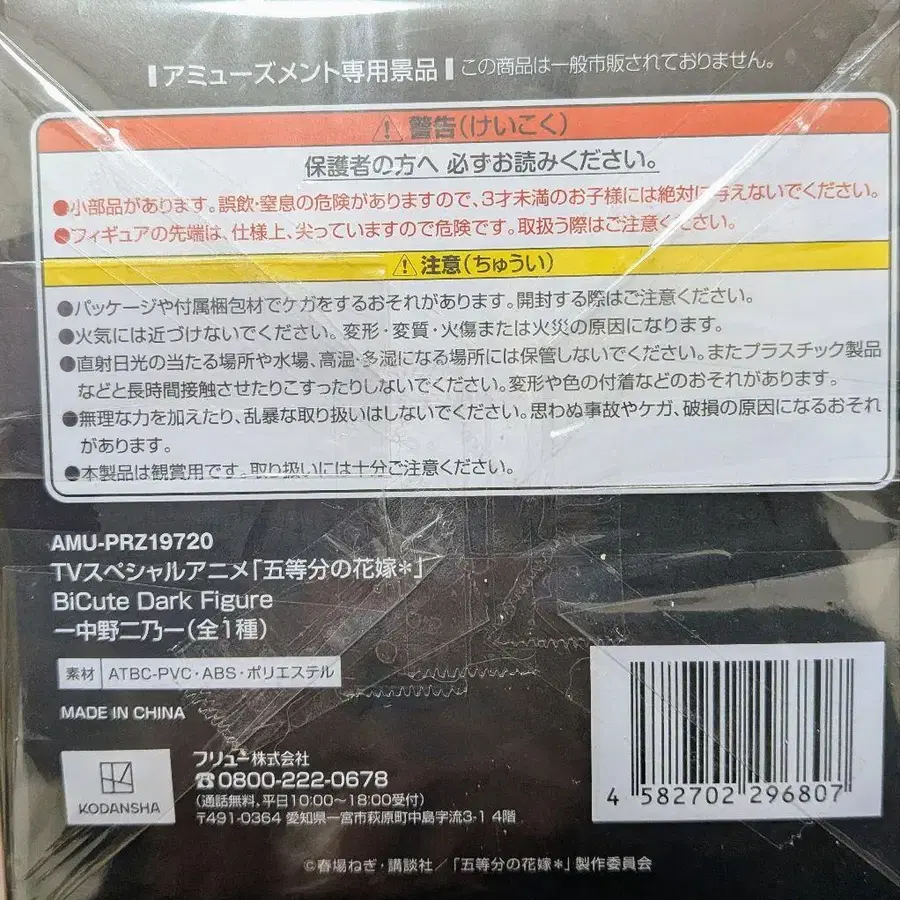 アミューズメント専用景品 この商品は一般市販されておりません。
警告(けいこく)
保護者の方へ 必ずお読みください。
●小部品があります。誤飲・窒息の危険がありますので、3才未満のお子様には絶対に与えないでください。
●フィギュアの先端は、仕様上、尖っていますので危険です。取扱う際はご注意ください。
注意(ちゅうい)
●パッケージや付属梱包材でケガをするおそれがあります。開封する際はご注意ください。
●火気には近づけないでください。変形・変質・火傷または火災の原因になります。
●直射日光の当たる場所や水場、高温・多湿になる場所には保管しないでください。またプラスチック製品
などと長時間接触させたりこすったりしないでください。変形や色の付着などのおそれがあります。
●無理な力を加えたり、乱暴な取り扱いはしないでください。思わぬ事故やケガ、破損の原因になるおそれ
があります。
●本製品は観賞用です。取り扱いには十分ご注意ください。
AMU-PRZ19720
TVスペシャルアニメ「五等分の花嫁＊」
BiCute Dark Figure
ー中野二乃ー(全1種)
素材 ATBC-PVC・ABS・ポリエステル
MADE IN CHINA
KODANSHA
フリュー株式会社
☎0800-222-0678
(通話無料、平日10:00～18:00受付)
〒491-0364 愛知県一宮市萩原町中島字流3-1 4階
4 582702 296807
©春場ねぎ・講談社／「五等分の花嫁＊」製作委員会